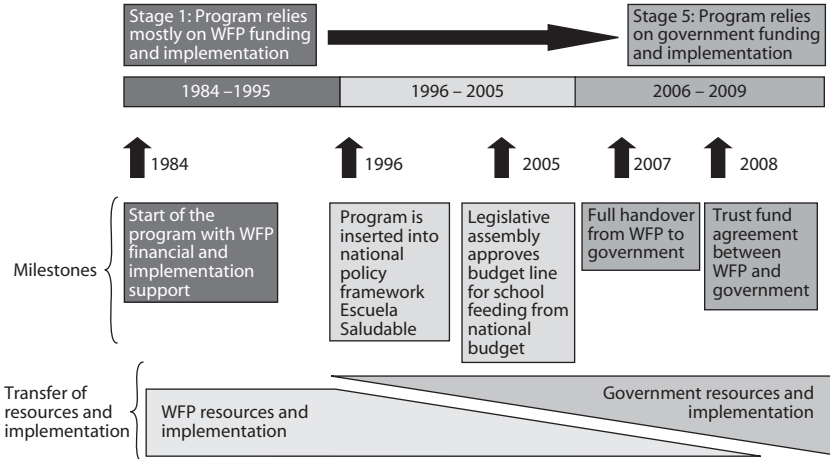 Stage 1: Program relies
mostly on WFP funding
and implementation
Stage 5: Program relies
on government funding
and implementation
1984 –1995
1996 – 2005
2006 – 2009
1984
1996
2005
2007
2008
Milestones
Start of the
program with WFP
financial and
implementation
support
Program is
inserted into
national
policy
framework
Escuela
Saludable
Legislative
assembly
approves
budget line
for school
feeding from
national
budget
Full handover
from WFP to
government
Trust fund
agreement
between
WFP and
government
Transfer of
resources and
implementation
WFP resources and
implementation
Government resources and
implementation